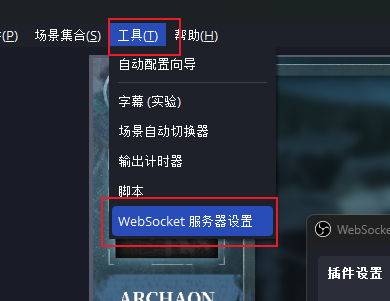 (P) 场景集合(S) 工具(T) 帮助(H)
自动配置向导
字幕 (实验)
场景自动切换器
输出计时器
脚本
WebSocket 服务器设置
WebSocke
插件设置
ARCHAON